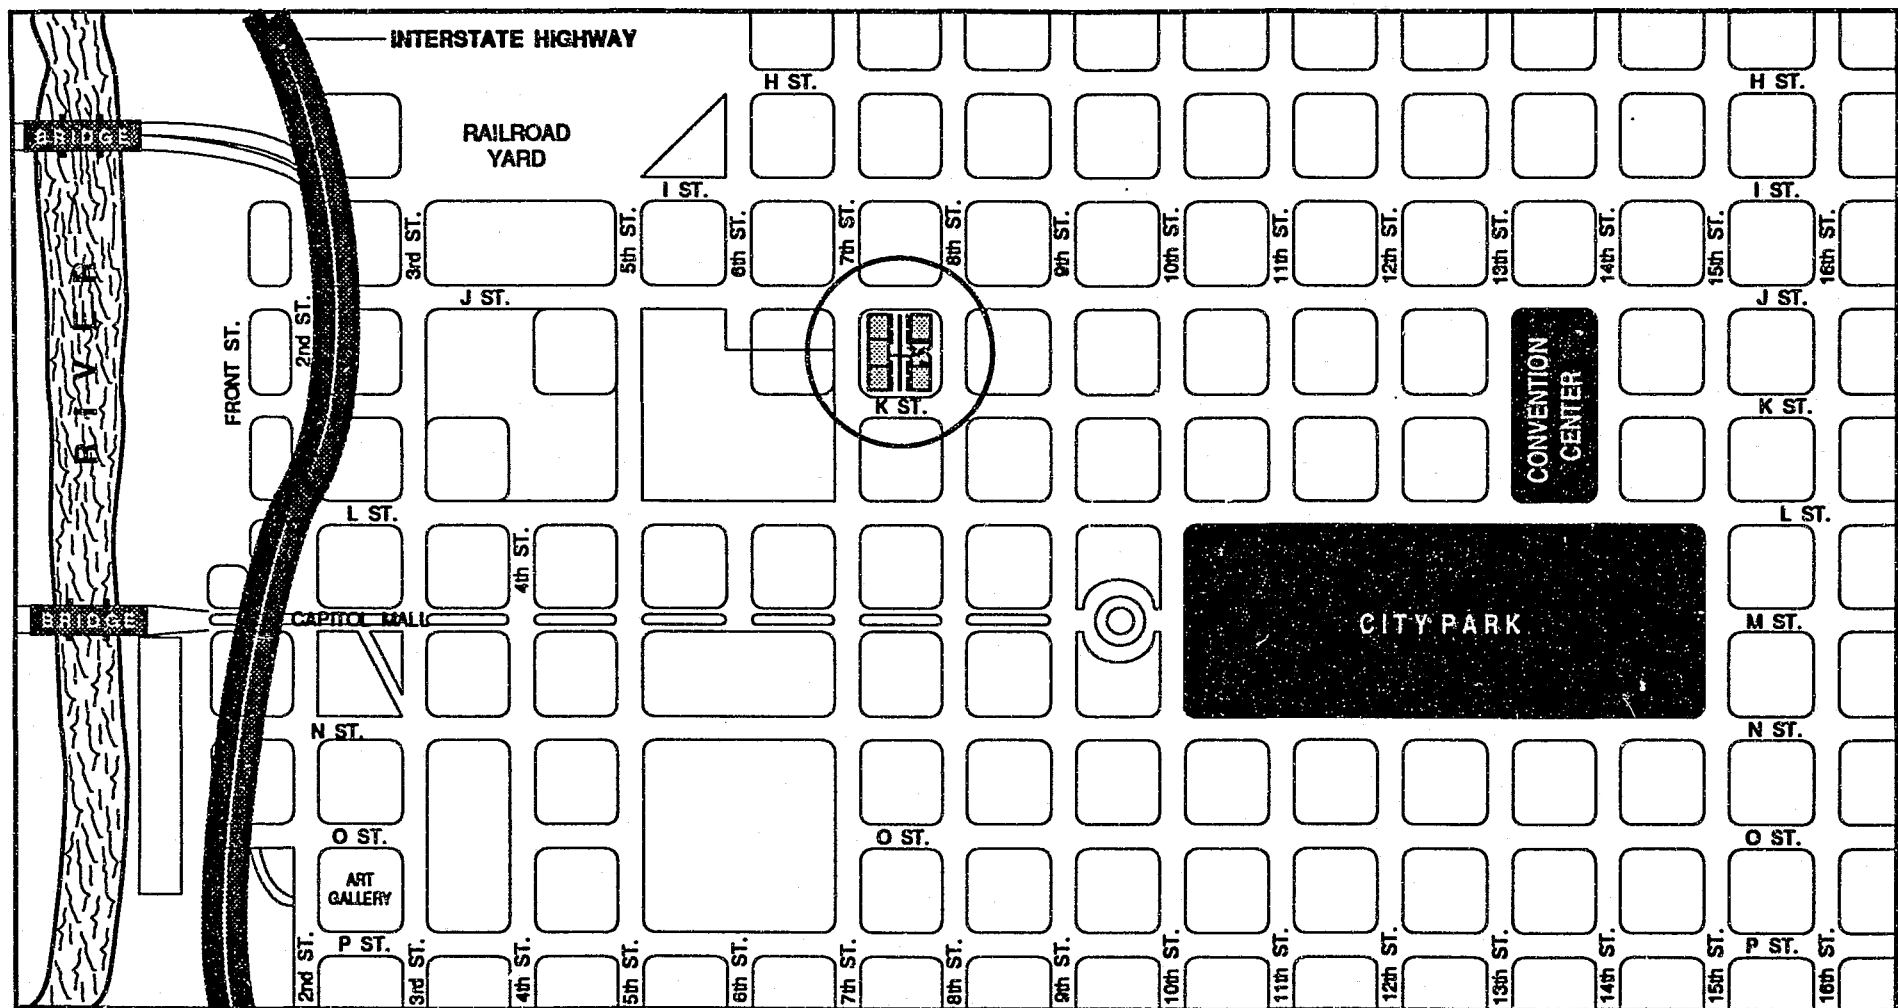 INTERSTATE HIGHWAY
H ST.
H ST.
BRIDGE
RAILROAD
YARD
I ST.
I ST.
3rd ST.
5th ST.
6th ST.
7th ST.
8th ST.
9th ST.
10th ST.
11th ST.
12th ST.
13th ST.
14th ST.
15th ST.
16th ST.
RIVER
J ST.
J ST.
2nd ST.
FRONT ST.
K ST.
CONVENTION
CENTER
K ST.
L ST.
L ST.
4th ST.
BRIDGE
CAPITOL MALL
CITY PARK
M ST.
N ST.
N ST.
O ST.
O ST.
O ST.
ART
GALLERY
P ST.
P ST.
2nd ST.
3rd ST.
4th ST.
5th ST.
6th ST.
7th ST.
8th ST.
9th ST.
10th ST.
11th ST.
12th ST.
13th ST.
14th ST.
15th ST.
16th ST.